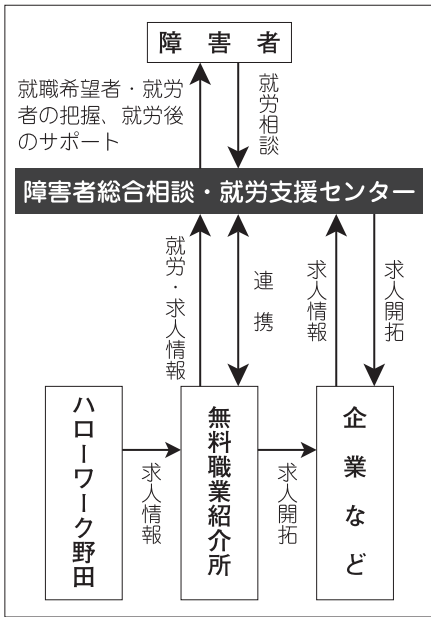 障害者
就職希望者・就労
者の把握、就労後
のサポート
就労相談
障害者総合相談・就労支援センター
就労・求人情報
連携
求人情報
求人開拓
ハローワーク野田
求人情報
無料職業紹介所
求人開拓
企業など